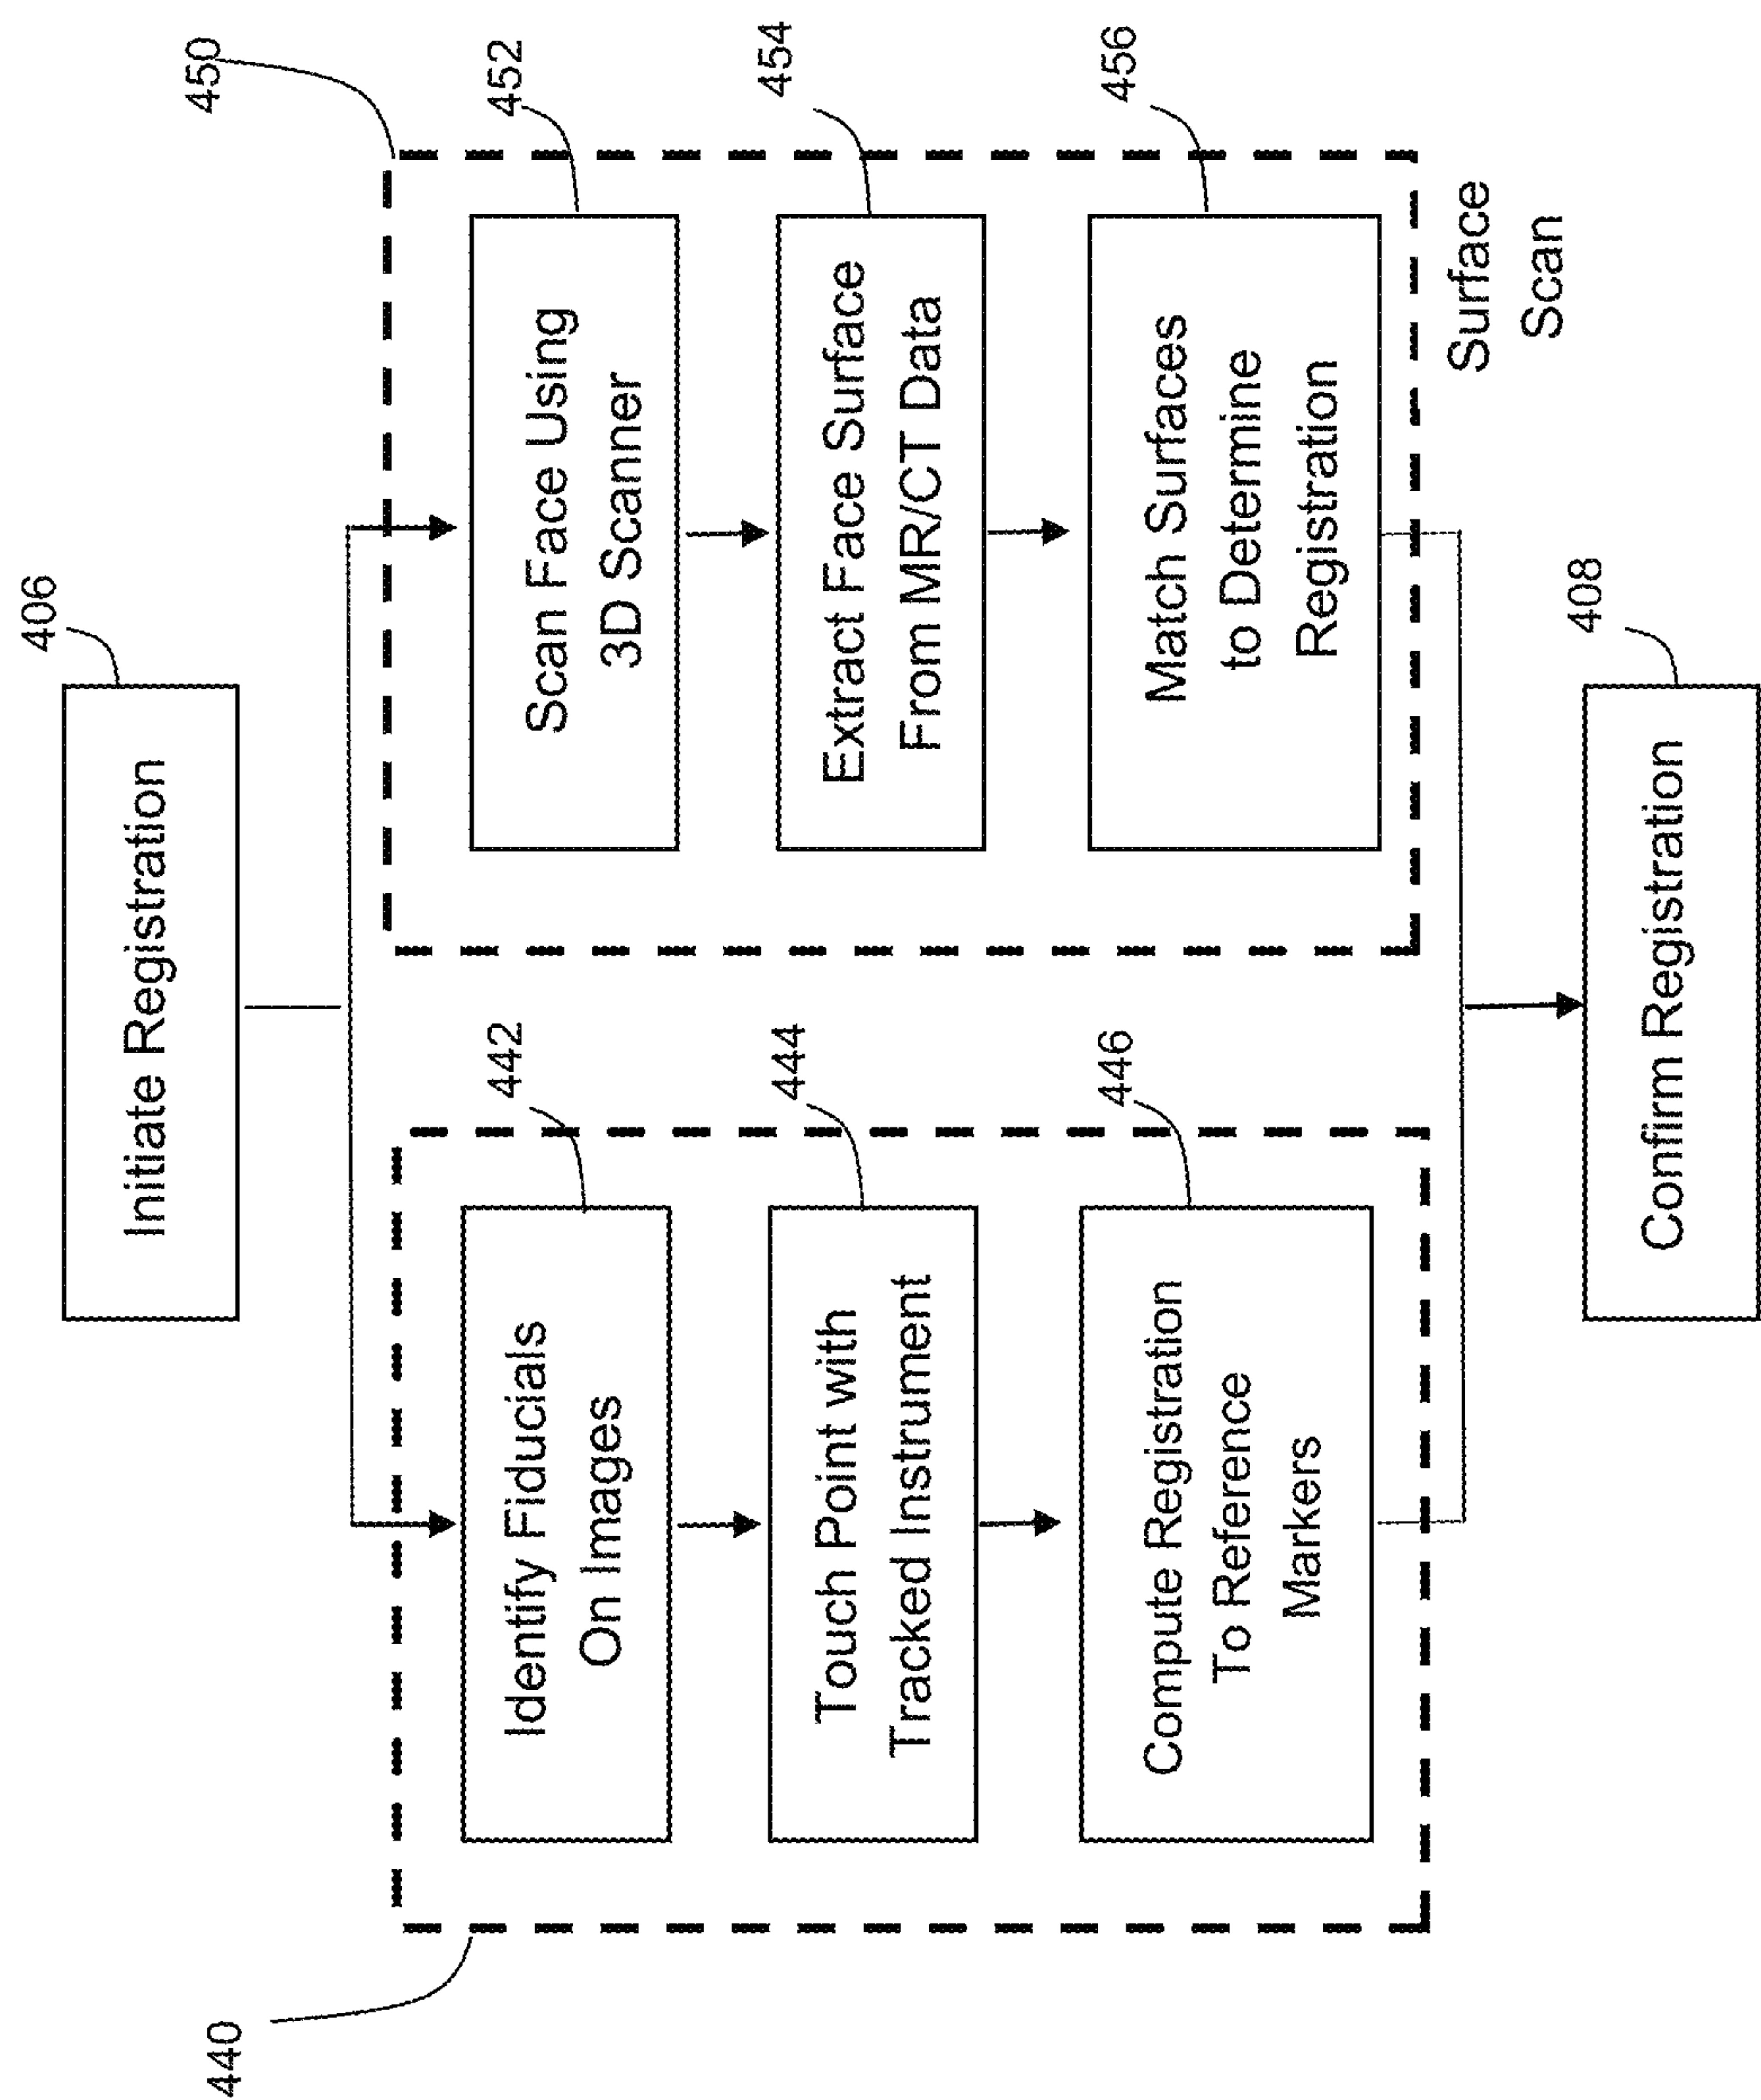 406
Initiate Registration
440
442
Identify Fiducials
On Images
444
Touch Point with
Tracked Instrument
446
Compute Registration
To Reference
Markers
450
452
Scan Face Using
3D Scanner
454
Extract Face Surface
From MR/CT Data
456
Match Surfaces
to Determine
Registration
Surface
Scan
408
Confirm Registration